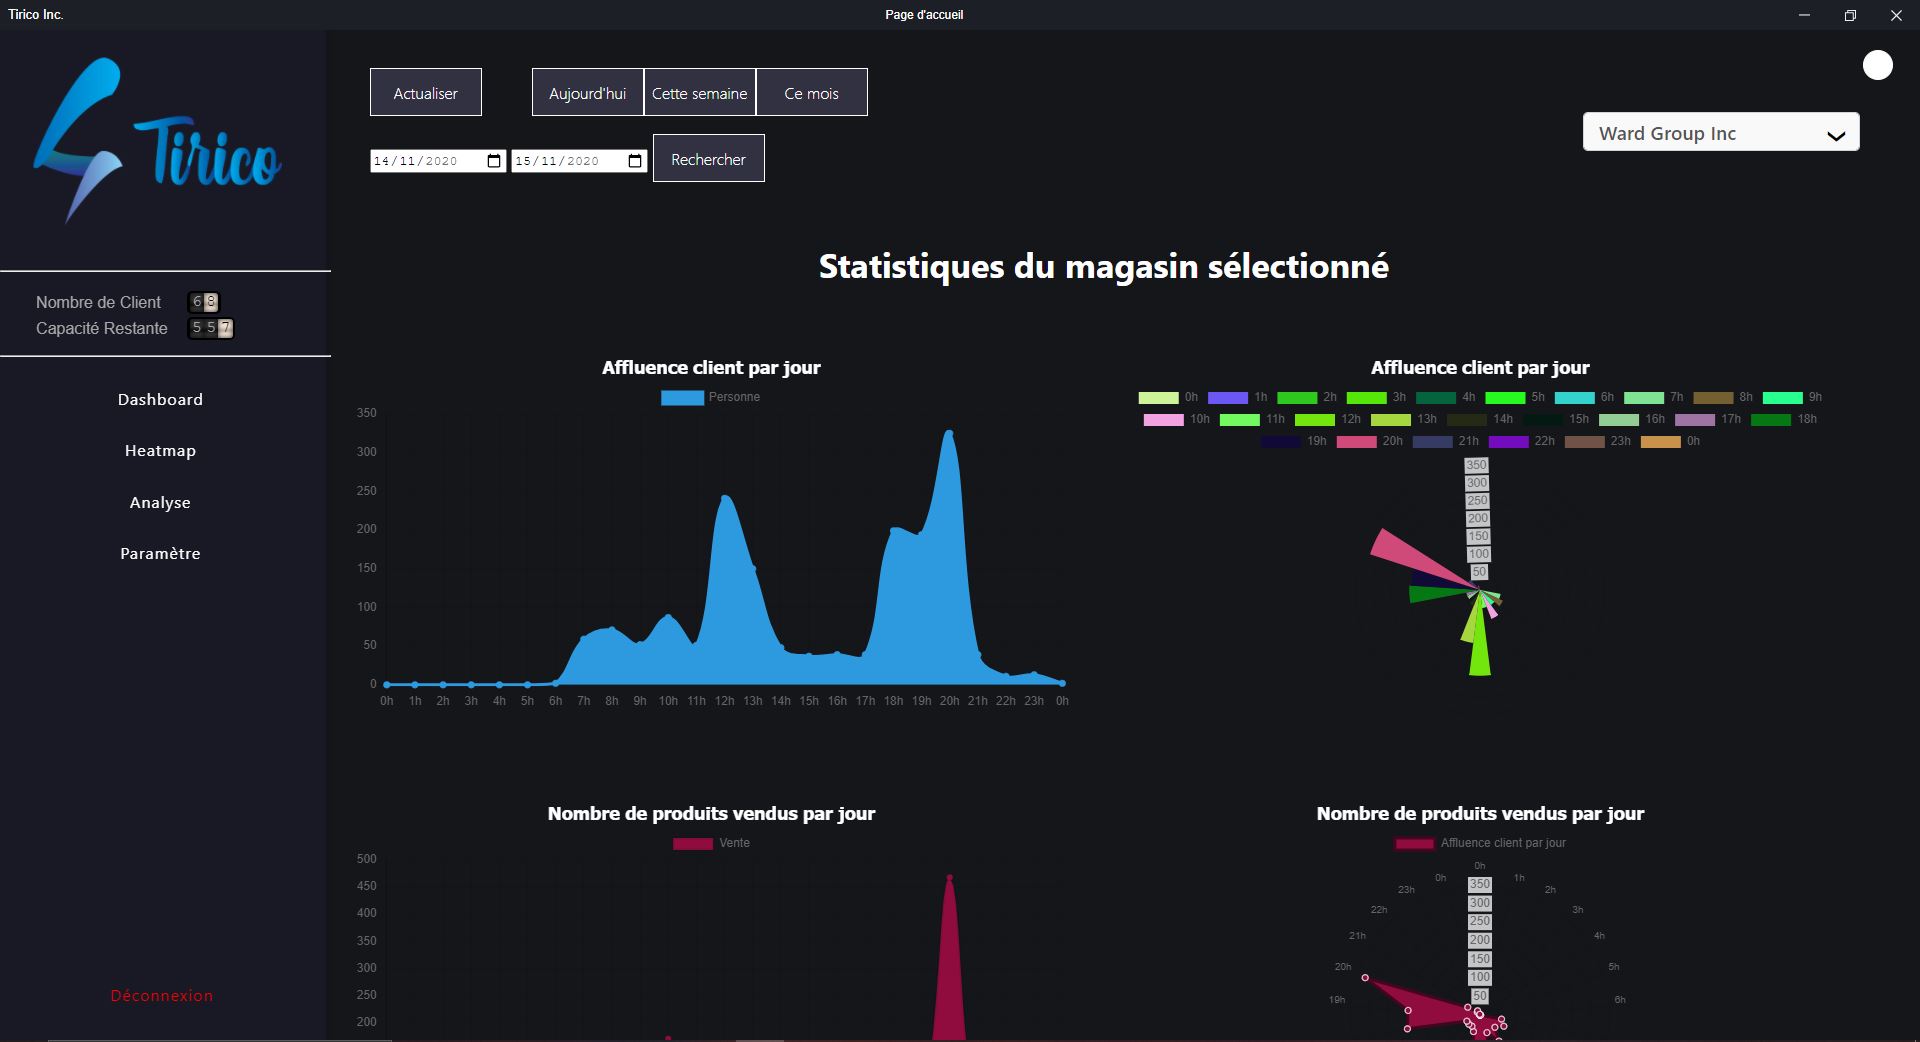 Tirico Inc.
Page d'accueil
Tirico
Nombre de Client 68
Capacité Restante 557
Dashboard
Heatmap
Analyse
Paramètre
Déconnexion
Actualiser
Aujourd'hui
Cette semaine
Ce mois
14/11/2020
15/11/2020
Rechercher
Ward Group Inc
Statistiques du magasin sélectionné
Affluence client par jour
Personne
350
300
250
200
150
100
50
0
0h 1h 2h 3h 4h 5h 6h 7h 8h 9h 10h 11h 12h 13h 14h 15h 16h 17h 18h 19h 20h 21h 22h 23h 0h
Affluence client par jour
0h 1h 2h 3h 4h 5h 6h 7h 8h 9h
10h 11h 12h 13h 14h 15h 16h 17h 18h
19h 20h 21h 22h 23h 0h
350
300
250
200
150
100
50
Nombre de produits vendus par jour
Vente
500
450
400
350
300
250
200
Nombre de produits vendus par jour
Affluence client par jour
0h
0h 1h
23h 2h
22h 3h
21h 4h
20h 5h
19h 6h
350
300
250
200
150
100
50